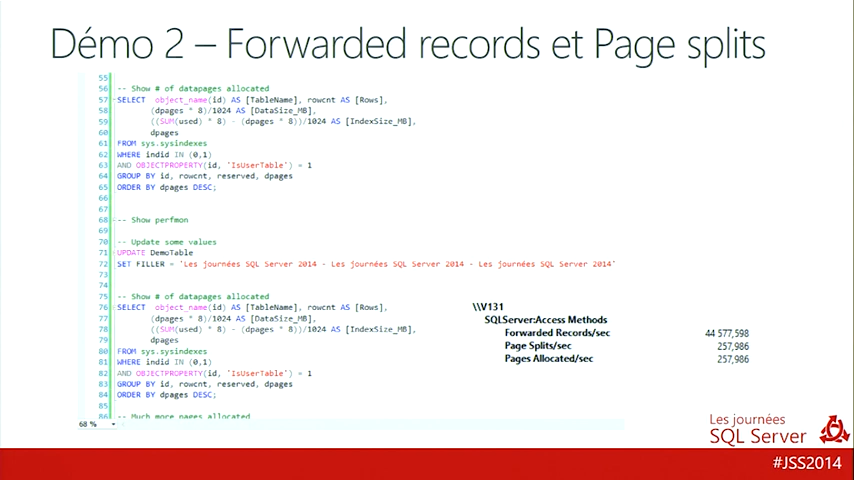 Démo 2 – Forwarded records et Page splits
55
56 -- Show # of datapages allocated
57 SELECT object_name(id) AS [TableName], rowcnt AS [Rows],
58 (dpages * 8)/1024 AS [DataSize_MB],
59 ((SUM(used) * 8) - (dpages * 8))/1024 AS [IndexSize_MB],
60 dpages
61 FROM sys.sysindexes
62 WHERE indid IN (0,1)
63 AND OBJECTPROPERTY(id, 'IsUserTable') = 1
64 GROUP BY id, rowcnt, reserved, dpages
65 ORDER BY dpages DESC;
66
67
68 -- Show perfmon
69
70 -- Update some values
71 UPDATE DemoTable
72 SET FILLER = 'Les journées SQL Server 2014 - Les journées SQL Server 2014 - Les journées SQL Server 2014'
73
74
75 -- Show # of datapages allocated
76 SELECT object_name(id) AS [TableName], rowcnt AS [Rows],
77 (dpages * 8)/1024 AS [DataSize_MB],
78 ((SUM(used) * 8) - (dpages * 8))/1024 AS [IndexSize_MB],
79 dpages
80 FROM sys.sysindexes
81 WHERE indid IN (0,1)
82 AND OBJECTPROPERTY(id, 'IsUserTable') = 1
83 GROUP BY id, rowcnt, reserved, dpages
84 ORDER BY dpages DESC;
85
86 -- Much more pages allocated
68 %
\\V131
SQLServer:Access Methods
Forwarded Records/sec 44 577,598
Page Splits/sec 257,986
Pages Allocated/sec 257,986
Les journées
SQL Server
#JSS2014